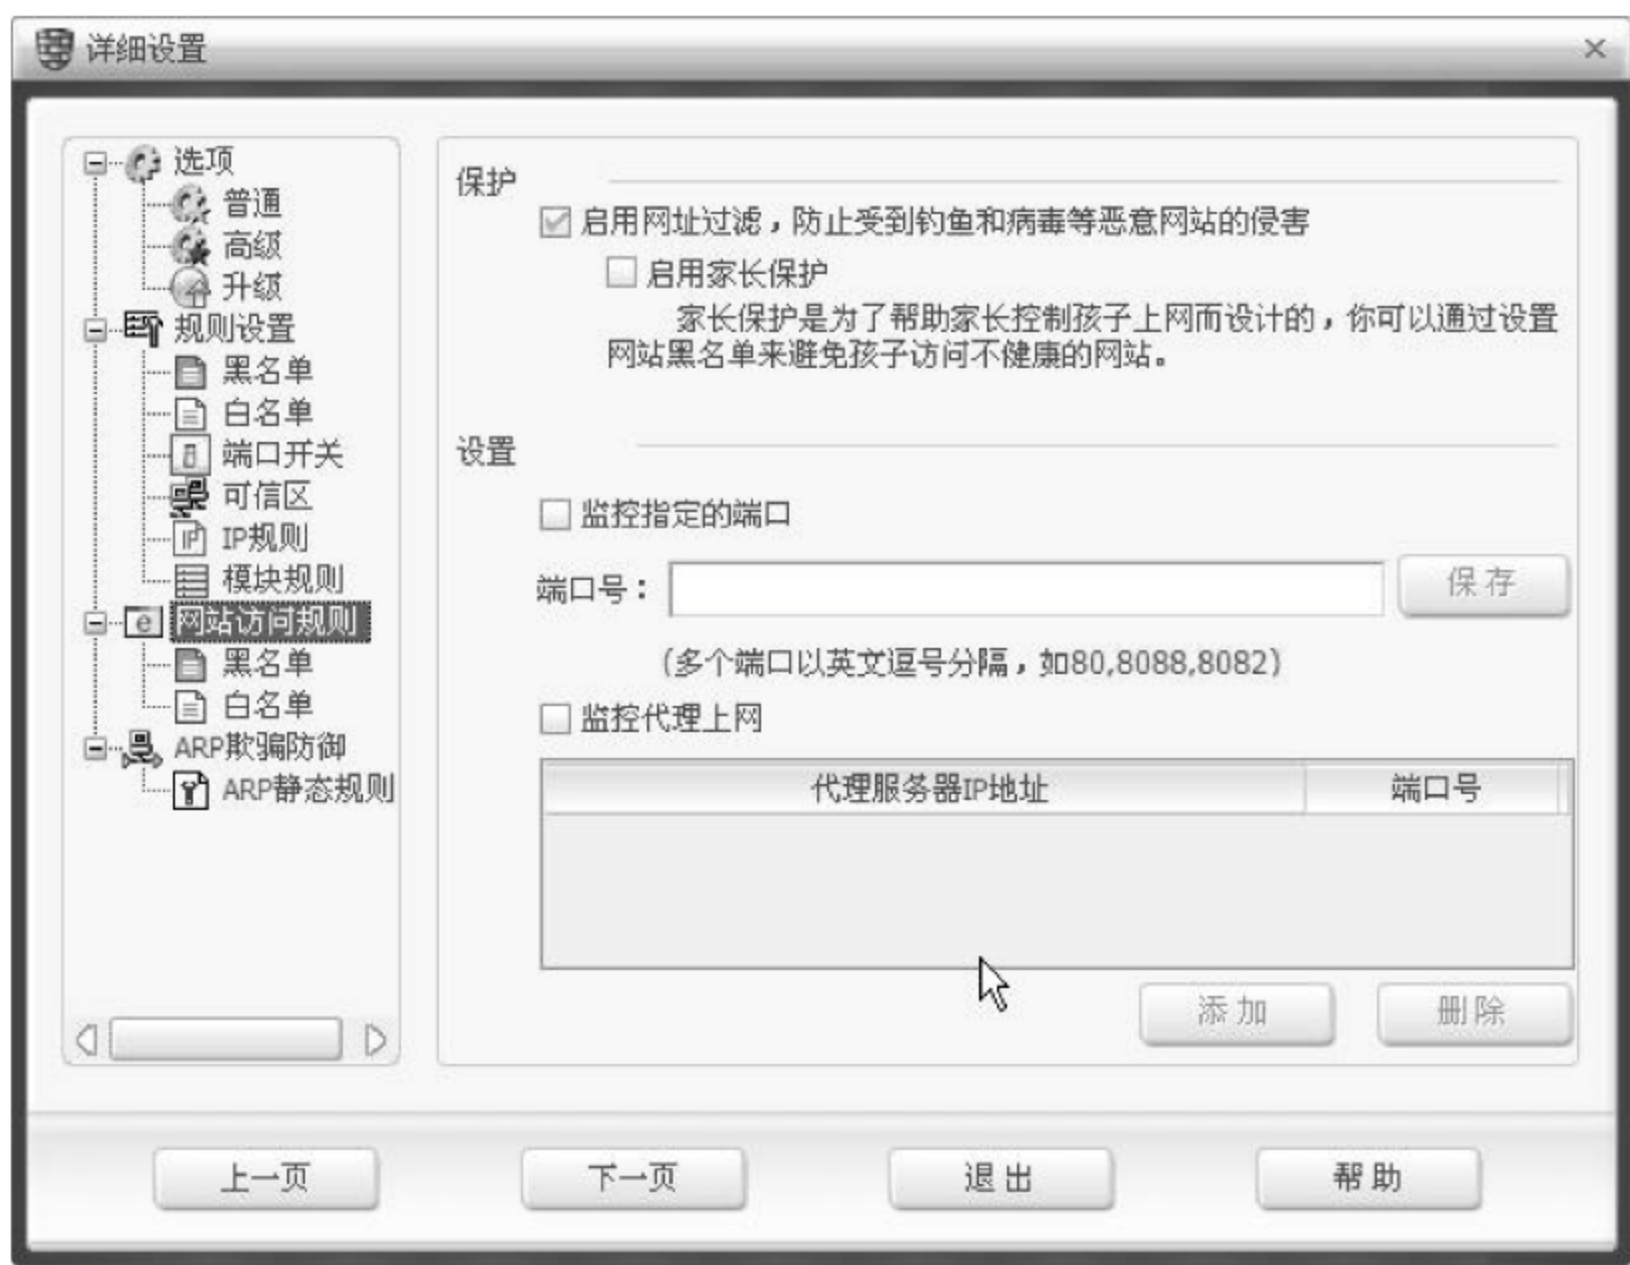 详细设置
选项
普通
高级
升级
规则设置
黑名单
白名单
端口开关
可信区
IP规则
模块规则
网站访问规则
黑名单
白名单
ARP欺骗防御
ARP静态规则
保护
启用网址过滤，防止受到钓鱼和病毒等恶意网站的侵害
启用家长保护
家长保护是为了帮助家长控制孩子上网而设计的，你可以通过设置
网站黑名单来避免孩子访问不健康的网站。
设置
监控指定的端口
端口号： 保存
(多个端口以英文逗号分隔，如80,8088,8082)
监控代理上网
代理服务器IP地址 端口号
添加 删除
上一页 下一页 退出 帮助